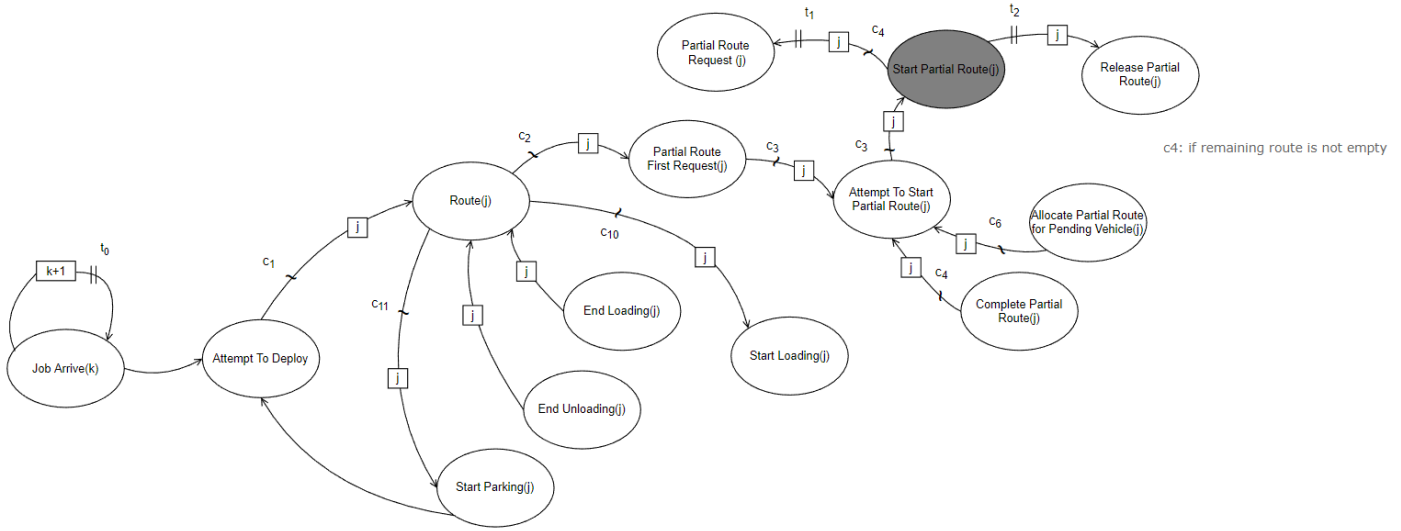 t1
t2
c4
j
j
Partial Route
Request (j)
Start Partial Route(j)
Release Partial
Route(j)
j
c2
j
c3
c3
c4: if remaining route is not empty
Partial Route
First Request(j)
j
Route(j)
Attempt To Start
Partial Route(j)
Allocate Partial Route
for Pending Vehicle(j)
j
c6
j
c10
t0
c1
j
j
j
c4
k+1
c11
End Loading(j)
Complete Partial
Route(j)
j
Job Arrive(k)
Attempt To Deploy
Start Loading(j)
j
End Unloading(j)
Start Parking(j)